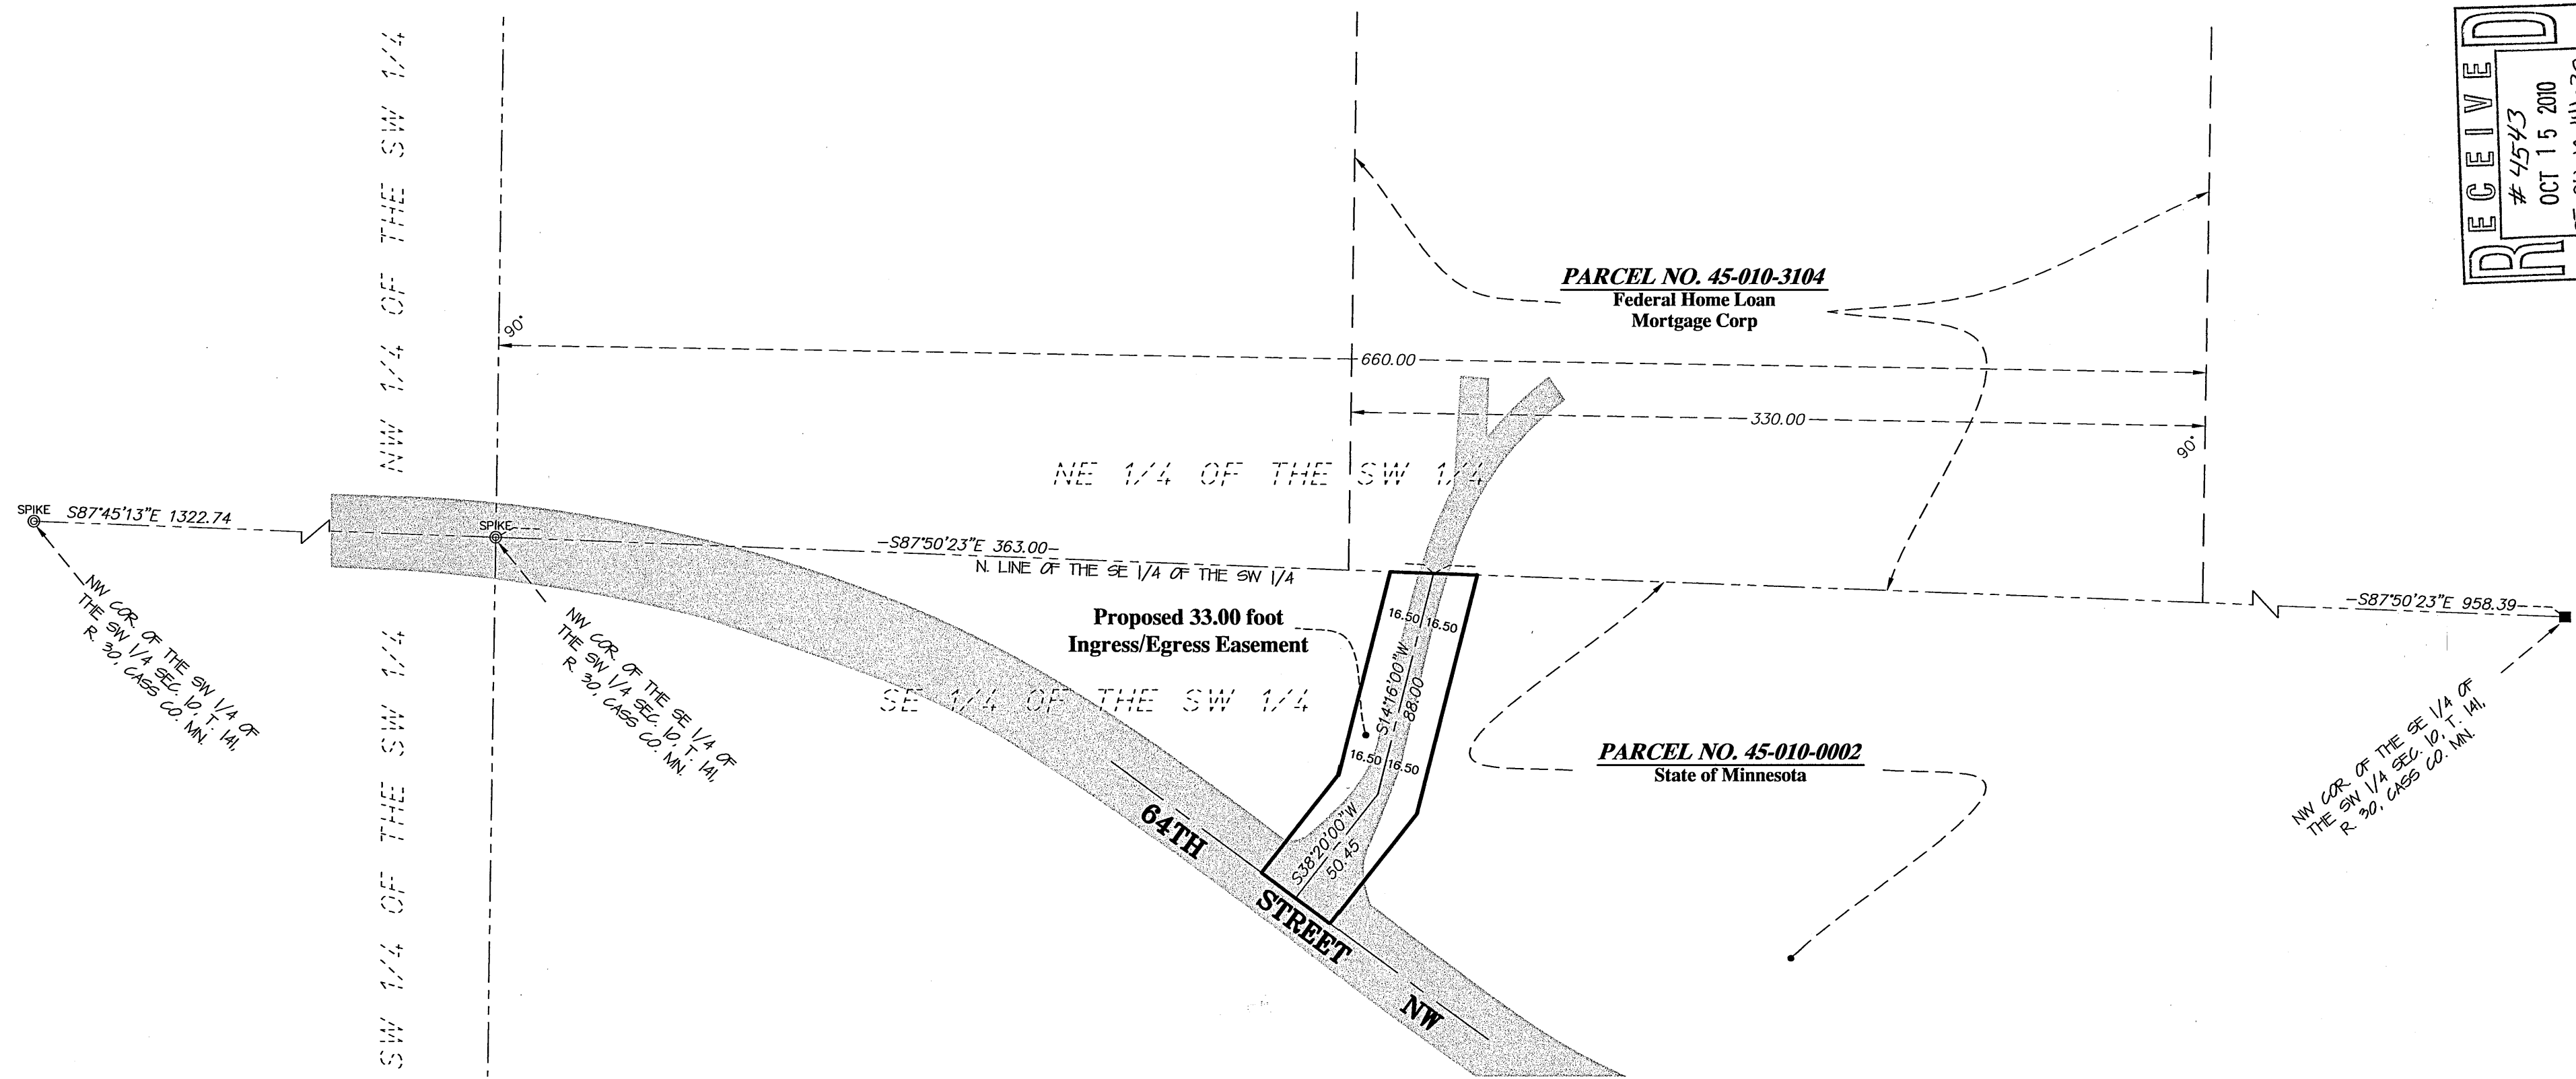 RECEIVED
# 4543
OCT 15 2010
NW 1/4 OF THE SW 1/4
PARCEL NO. 45-010-3104
Federal Home Loan
Mortgage Corp
90°
660.00
330.00
90°
NE 1/4 OF THE SW 1/4
SPIKE
S87°45'13"E 1322.74
SPIKE
S87°50'23"E 363.00
N. LINE OF THE SE 1/4 OF THE SW 1/4
S87°50'23"E 958.39
NW COR. OF THE SW 1/4 OF
THE SW 1/4 SEC. 10, T. 141,
R. 30, CASS CO. MN.
NW COR. OF THE SE 1/4 OF
THE SW 1/4 SEC. 10, T. 141,
R. 30, CASS CO. MN.
Proposed 33.00 foot
Ingress/Egress Easement
16.50 16.50
S14°16'00"W
88.00
SE 1/4 OF THE SW 1/4
16.50 16.50
PARCEL NO. 45-010-0002
State of Minnesota
NW COR. OF THE SE 1/4 OF
THE SW 1/4 SEC. 10, T. 141,
R. 30, CASS CO. MN.
S38°20'00"W
50.45
64TH
STREET
NW
SW 1/4 OF THE SW 1/4